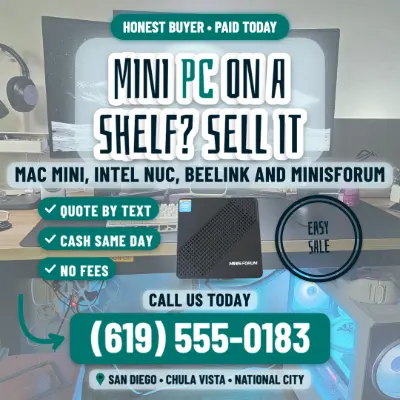 HONEST BUYER • PAID TODAY
MINI PC ON A
SHELF? SELL IT
MAC MINI, INTEL NUC, BEELINK AND MINISFORUM
QUOTE BY TEXT
CASH SAME DAY
NO FEES
MINISFORUM
EASY
SALE
CALL US TODAY
(619) 555-0183
SAN DIEGO • CHULA VISTA • NATIONAL CITY